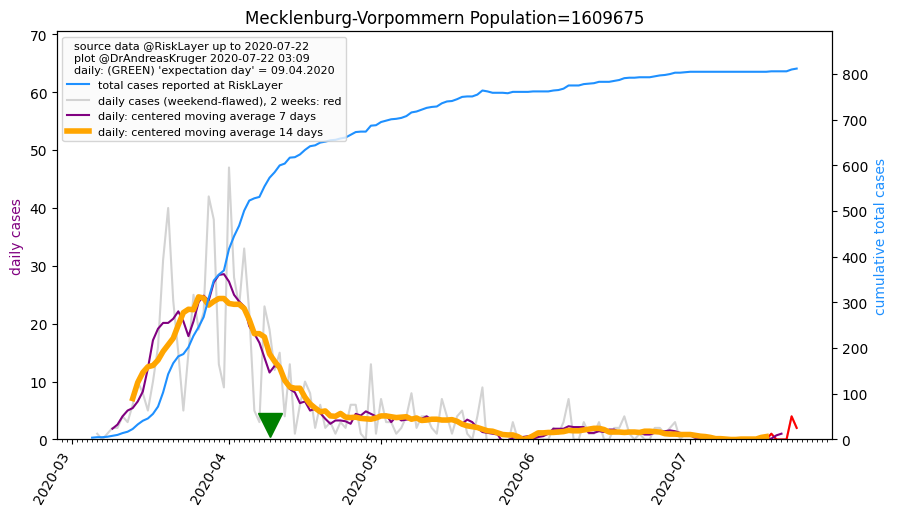 Mecklenburg-Vorpommern Population=1609675
source data @RiskLayer up to 2020-07-22
plot @DrAndreasKruger 2020-07-22 03:09
daily: (GREEN) 'expectation day' = 09.04.2020
total cases reported at RiskLayer
daily cases (weekend-flawed), 2 weeks: red
daily: centered moving average 7 days
daily: centered moving average 14 days
daily cases
70
60
50
40
30
20
10
0
cumulative total cases
800
700
600
500
400
300
200
100
0
2020-03
2020-04
2020-05
2020-06
2020-07